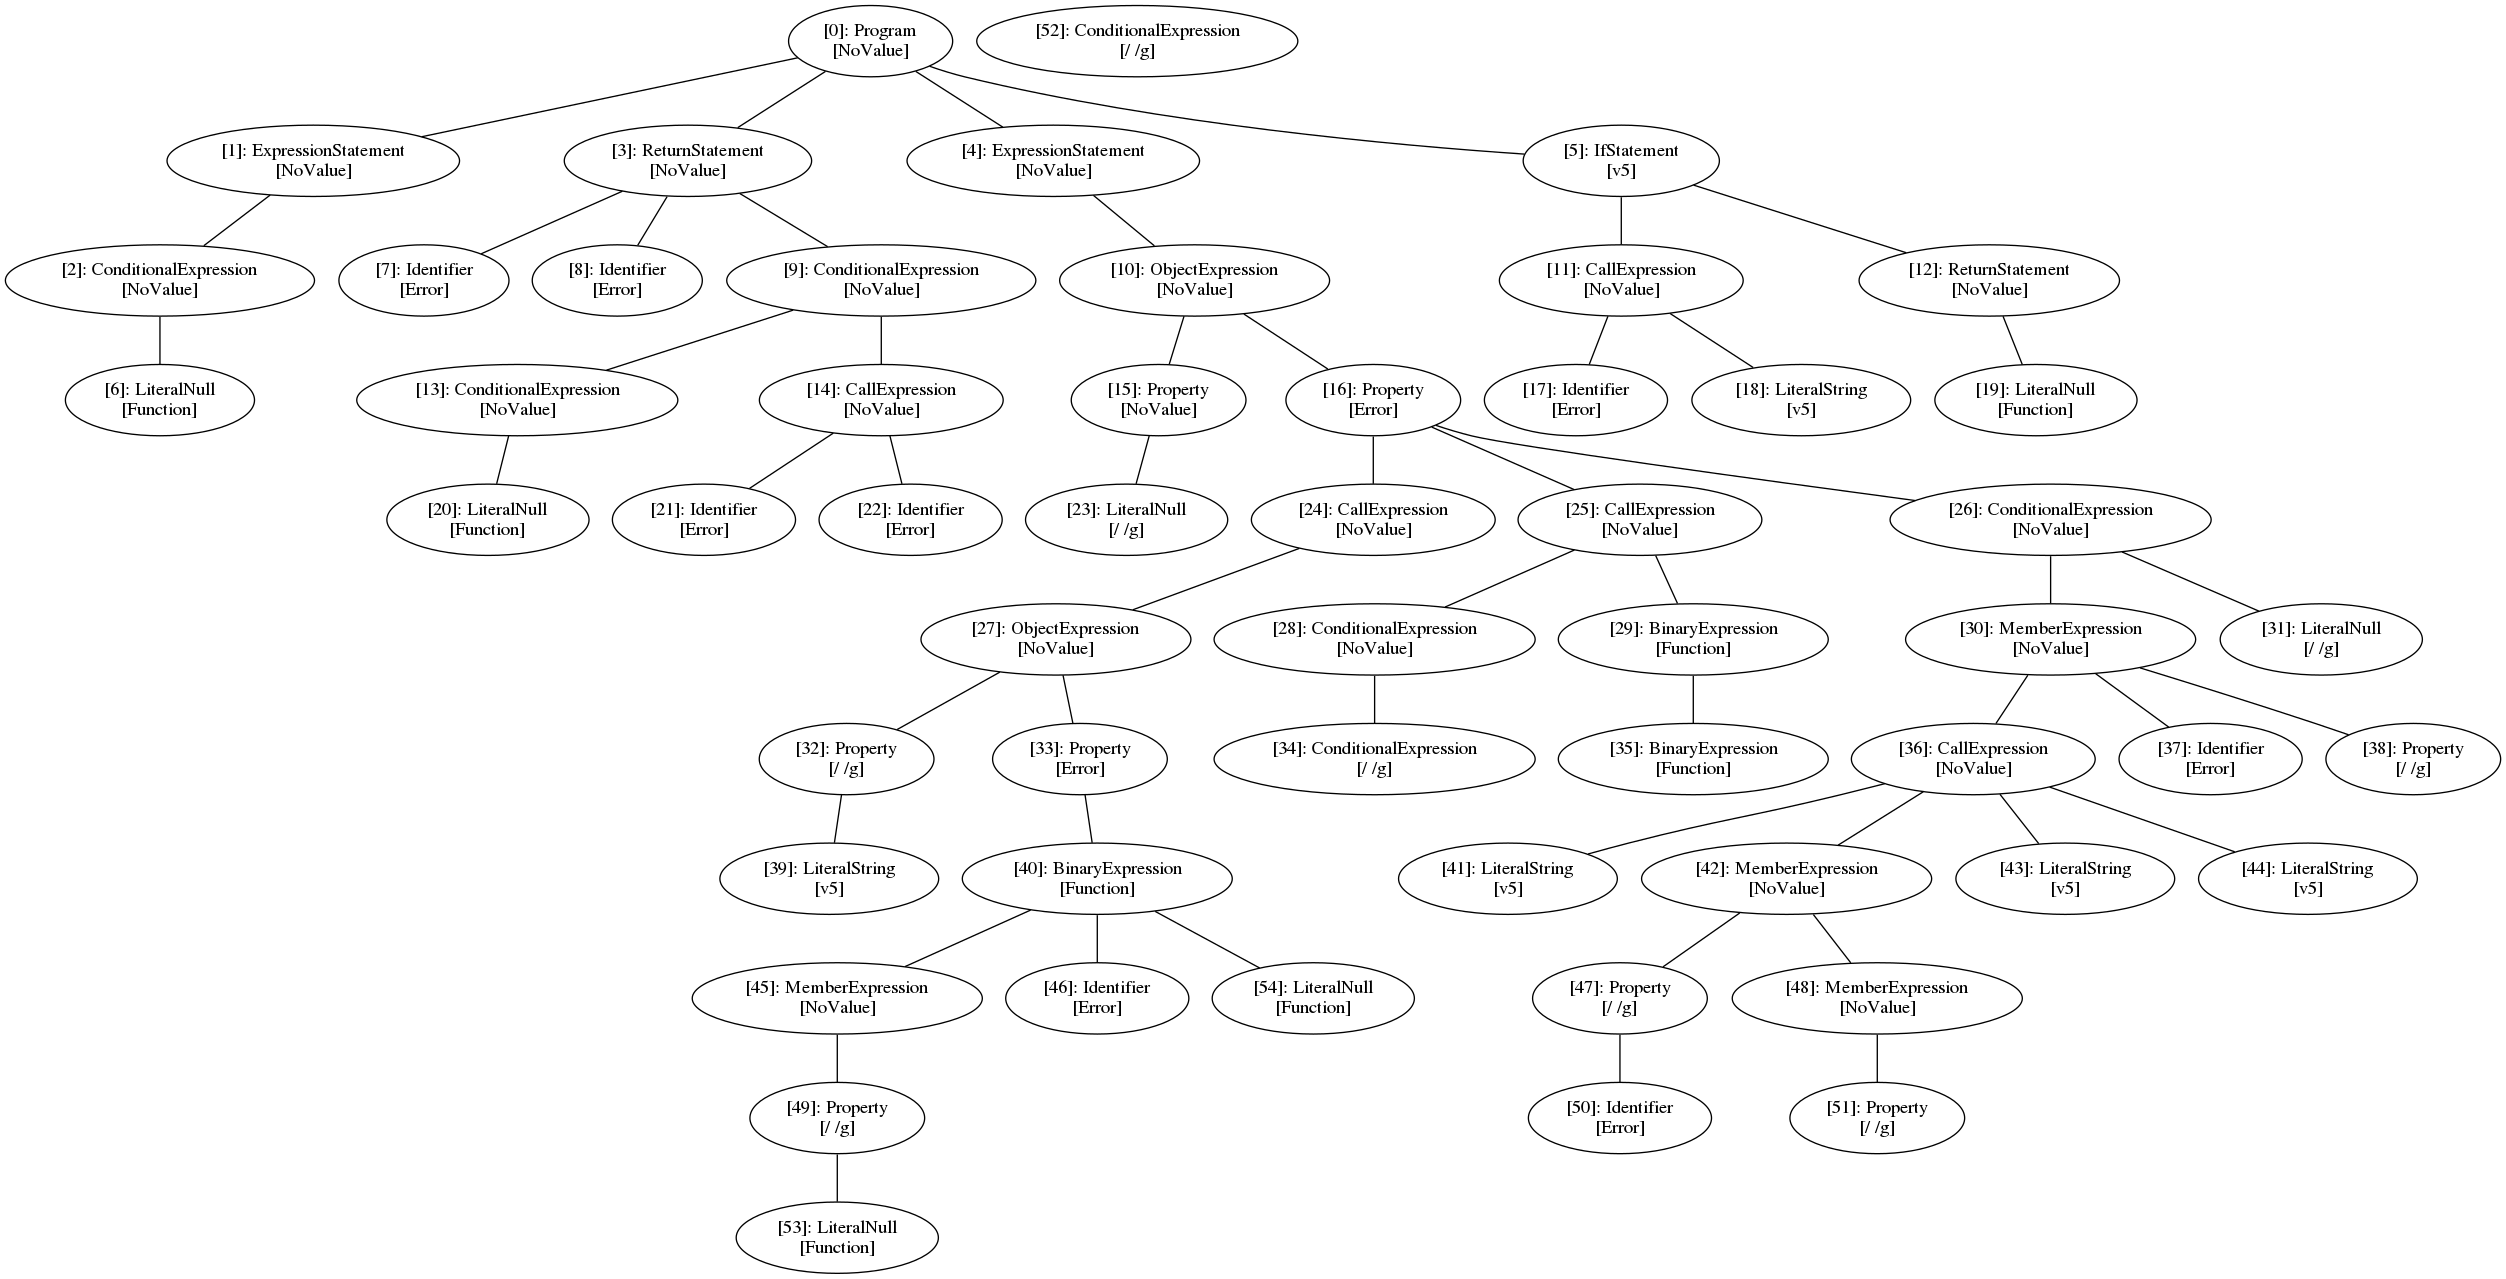 [0]: Program
[NoValue]
[52]: ConditionalExpression
[/ /g]
[1]: ExpressionStatement
[NoValue]
[3]: ReturnStatement
[NoValue]
[4]: ExpressionStatement
[NoValue]
[5]: IfStatement
[v5]
[2]: ConditionalExpression
[NoValue]
[7]: Identifier
[Error]
[8]: Identifier
[Error]
[9]: ConditionalExpression
[NoValue]
[10]: ObjectExpression
[NoValue]
[11]: CallExpression
[NoValue]
[12]: ReturnStatement
[NoValue]
[6]: LiteralNull
[Function]
[13]: ConditionalExpression
[NoValue]
[14]: CallExpression
[NoValue]
[15]: Property
[NoValue]
[16]: Property
[Error]
[17]: Identifier
[Error]
[18]: LiteralString
[v5]
[19]: LiteralNull
[Function]
[20]: LiteralNull
[Function]
[21]: Identifier
[Error]
[22]: Identifier
[Error]
[23]: LiteralNull
[/ /g]
[24]: CallExpression
[NoValue]
[25]: CallExpression
[NoValue]
[26]: ConditionalExpression
[NoValue]
[27]: ObjectExpression
[NoValue]
[28]: ConditionalExpression
[NoValue]
[29]: BinaryExpression
[Function]
[30]: MemberExpression
[NoValue]
[31]: LiteralNull
[/ /g]
[32]: Property
[/ /g]
[33]: Property
[Error]
[34]: ConditionalExpression
[/ /g]
[35]: BinaryExpression
[Function]
[36]: CallExpression
[NoValue]
[37]: Identifier
[Error]
[38]: Property
[/ /g]
[39]: LiteralString
[v5]
[40]: BinaryExpression
[Function]
[41]: LiteralString
[v5]
[42]: MemberExpression
[NoValue]
[43]: LiteralString
[v5]
[44]: LiteralString
[v5]
[45]: MemberExpression
[NoValue]
[46]: Identifier
[Error]
[54]: LiteralNull
[Function]
[47]: Property
[/ /g]
[48]: MemberExpression
[NoValue]
[49]: Property
[/ /g]
[50]: Identifier
[Error]
[51]: Property
[/ /g]
[53]: LiteralNull
[Function]